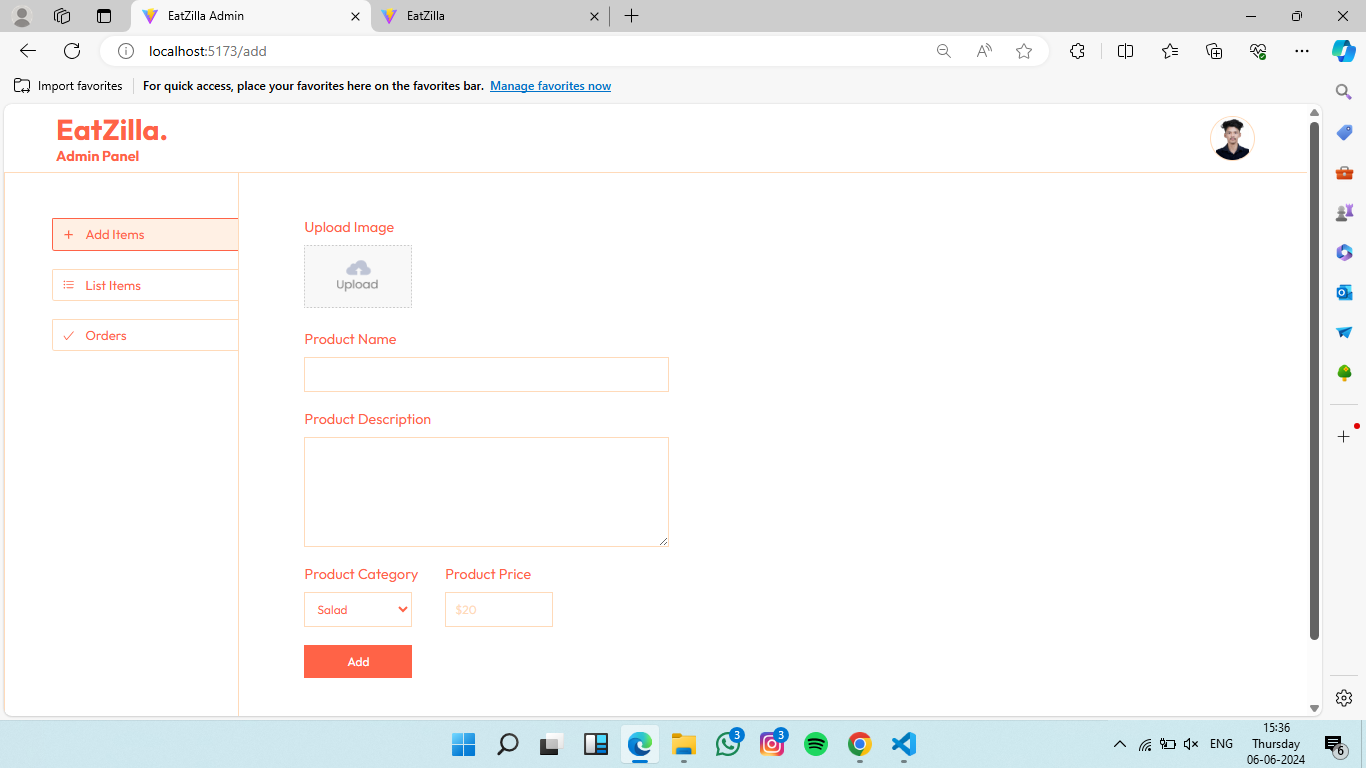 EatZilla Admin
EatZilla
localhost:5173/add
Import favorites
For quick access, place your favorites here on the favorites bar. Manage favorites now
EatZilla.
Admin Panel
Add Items
List Items
Orders
Upload Image
Upload
Product Name
Product Description
Product Category
Product Price
Salad
$20
Add
3
3
ENG
15:36
Thursday
06-06-2024
6